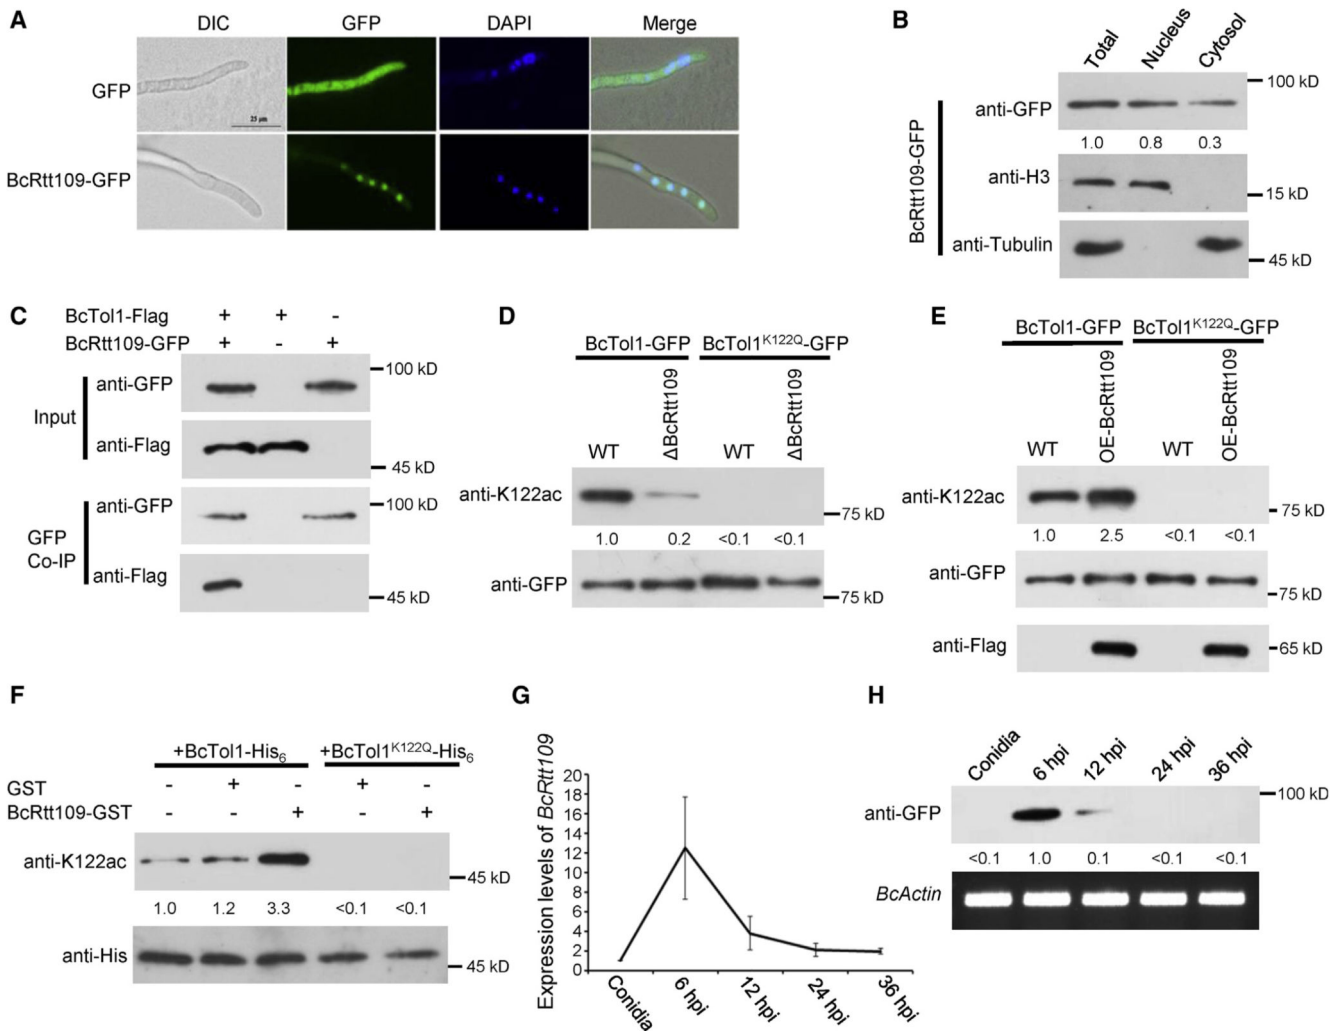 A
DIC GFP DAPI Merge
GFP
25 μm
BcRtt109-GFP
B
Total Nucleus Cytosol
BcRtt109-GFP
anti-GFP
100 kD
1.0 0.8 0.3
anti-H3
15 kD
anti-Tubulin
45 kD
C
BcTol1-Flag + + -
BcRtt109-GFP + - +
Input
anti-GFP
100 kD
anti-Flag
45 kD
GFP
Co-IP
anti-GFP
100 kD
anti-Flag
45 kD
D
BcTol1-GFP BcTol1K122Q-GFP
WT ΔBcRtt109 WT ΔBcRtt109
anti-K122ac
75 kD
1.0 0.2 <0.1 <0.1
anti-GFP
75 kD
E
BcTol1-GFP BcTol1K122Q-GFP
WT OE-BcRtt109 WT OE-BcRtt109
anti-K122ac
75 kD
1.0 2.5 <0.1 <0.1
anti-GFP
75 kD
anti-Flag
65 kD
F
+BcTol1-His6 +BcTol1K122Q-His6
GST - + - + -
BcRtt109-GST - - + - +
anti-K122ac
45 kD
1.0 1.2 3.3 <0.1 <0.1
anti-His
45 kD
G
Expression levels of BcRtt109
20
18
16
14
12
10
8
6
4
2
0
Conidia 6 hpi 12 hpi 24 hpi 36 hpi
H
Conidia 6 hpi 12 hpi 24 hpi 36 hpi
anti-GFP
100 kD
<0.1 1.0 0.1 <0.1 <0.1
BcActin